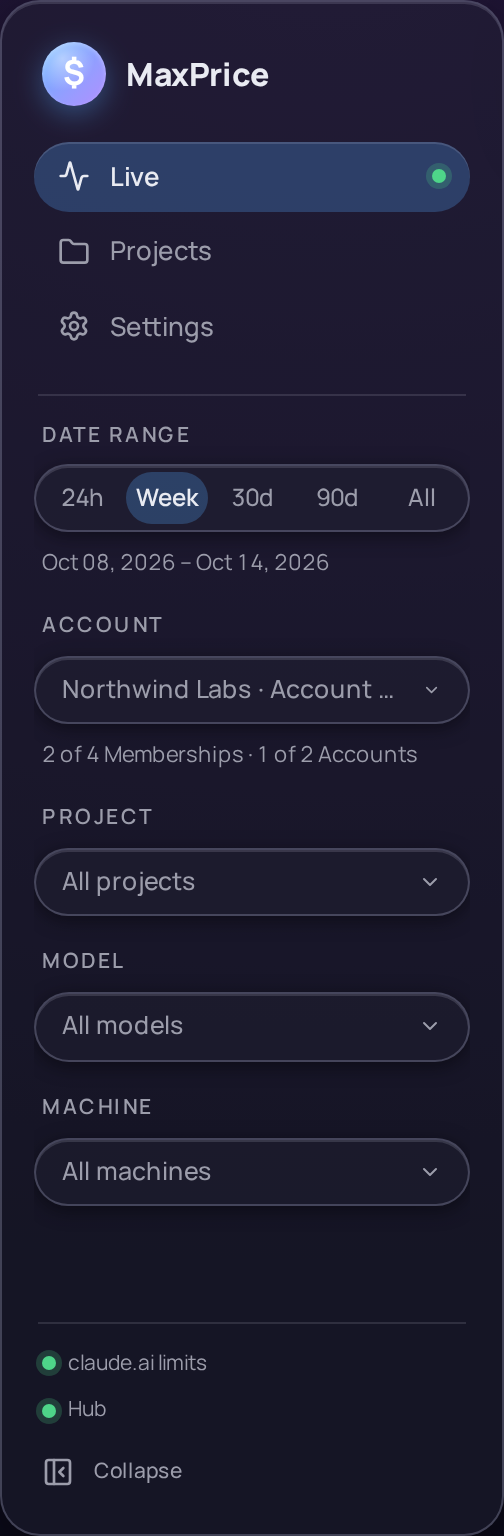 $ MaxPrice
Live
Projects
Settings
DATE RANGE
24h Week 30d 90d All
Oct 08, 2026 – Oct 14, 2026
ACCOUNT
Northwind Labs · Account ...
2 of 4 Memberships · 1 of 2 Accounts
PROJECT
All projects
MODEL
All models
MACHINE
All machines
claude.ai limits
Hub
Collapse